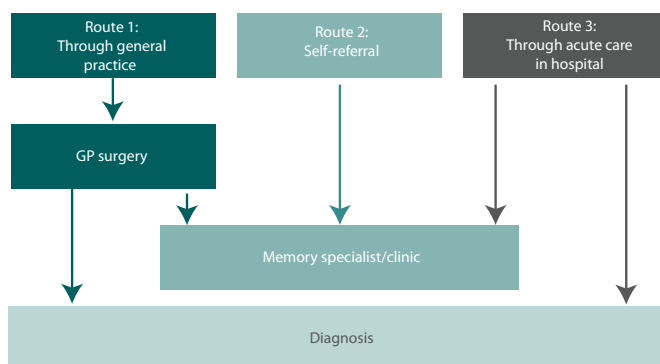 Route 1:
Through general
practice
Route 2:
Self-referral
Route 3:
Through acute care
in hospital
GP surgery
Memory specialist/clinic
Diagnosis